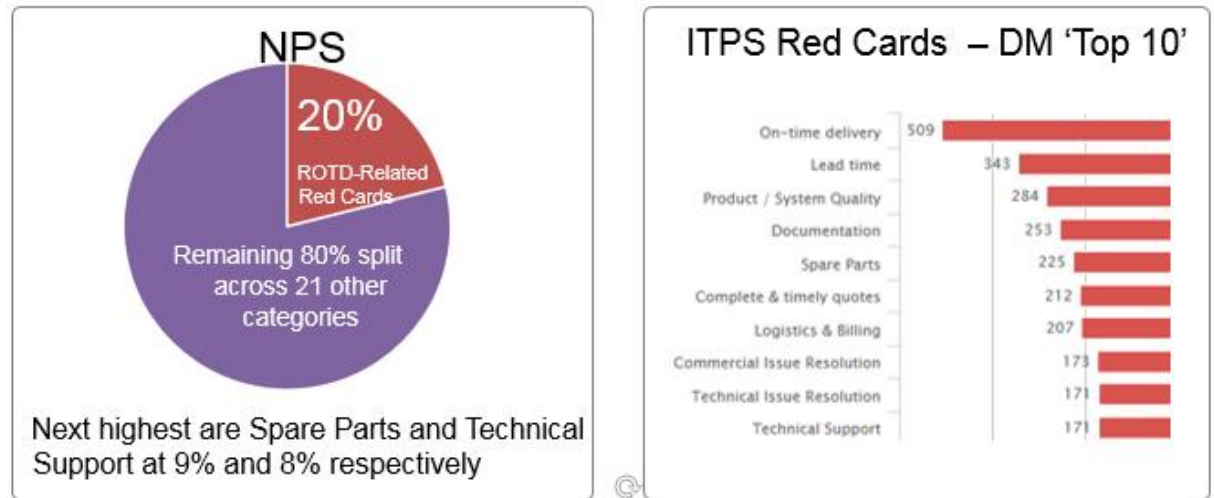 NPS
20%
ROTD-Related
Red Cards
Remaining 80% split
across 21 other
categories
Next highest are Spare Parts and Technical
Support at 9% and 8% respectively
ITPS Red Cards – DM ‘Top 10’
On-time delivery 509
Lead time 343
Product / System Quality 284
Documentation 253
Spare Parts 225
Complete & timely quotes 212
Logistics & Billing 207
Commercial Issue Resolution 173
Technical Issue Resolution 171
Technical Support 171